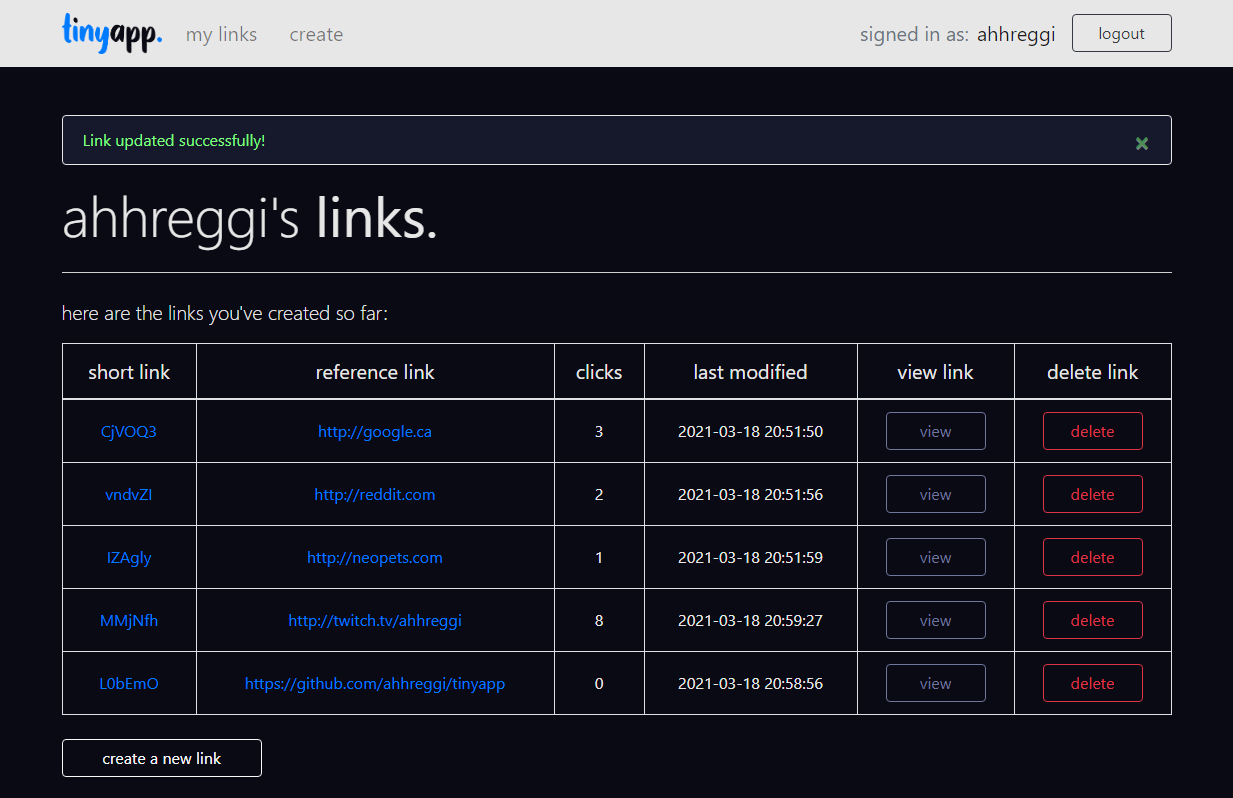 tinyapp. my links create signed in as: ahhreggi logout
Link updated successfully! ×
ahhreggi's links.
here are the links you've created so far:
short link reference link clicks last modified view link delete link
CjVOQ3 http://google.ca 3 2021-03-18 20:51:50 view delete
vndvZI http://reddit.com 2 2021-03-18 20:51:56 view delete
IZAgly http://neopets.com 1 2021-03-18 20:51:59 view delete
MMjNfh http://twitch.tv/ahhreggi 8 2021-03-18 20:59:27 view delete
L0bEmO https://github.com/ahhreggi/tinyapp 0 2021-03-18 20:58:56 view delete
create a new link